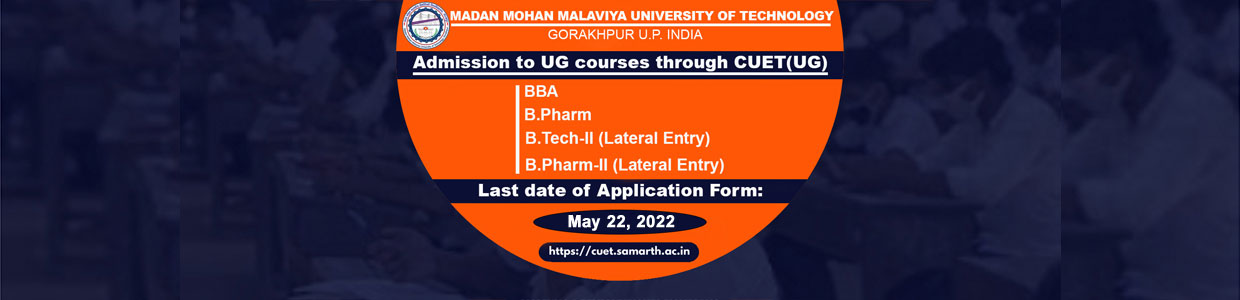 MADAN MOHAN MALAVIYA UNIVERSITY OF TECHNOLOGY
GORAKHPUR U.P. INDIA
Admission to UG courses through CUET(UG)
BBA
B.Pharm
B.Tech-II (Lateral Entry)
B.Pharm-II (Lateral Entry)
Last date of Application Form:
May 22, 2022
https://cuet.samarth.ac.in